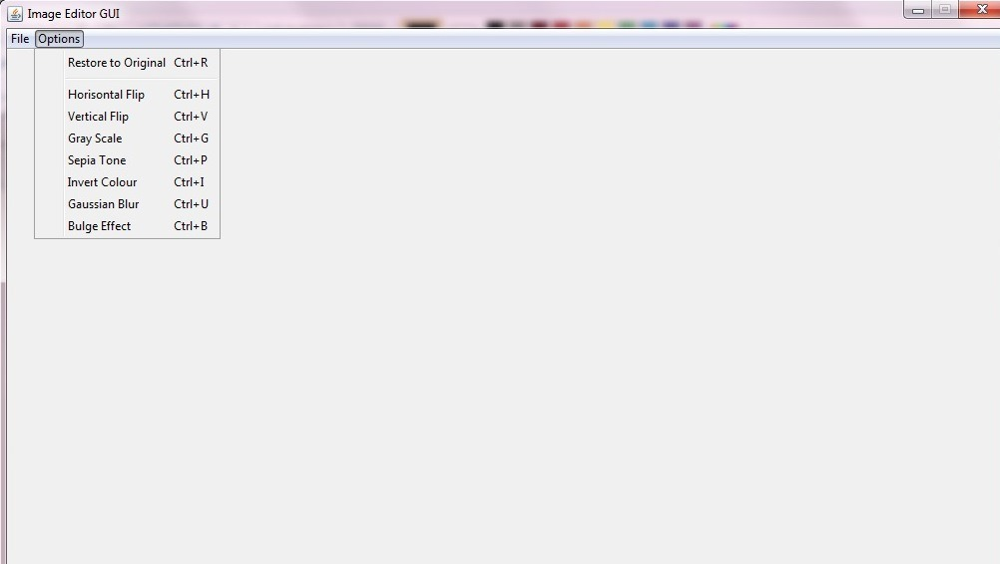 Image Editor GUI
File Options
Restore to Original Ctrl+R
Horisontal Flip Ctrl+H
Vertical Flip Ctrl+V
Gray Scale Ctrl+G
Sepia Tone Ctrl+P
Invert Colour Ctrl+I
Gaussian Blur Ctrl+U
Bulge Effect Ctrl+B